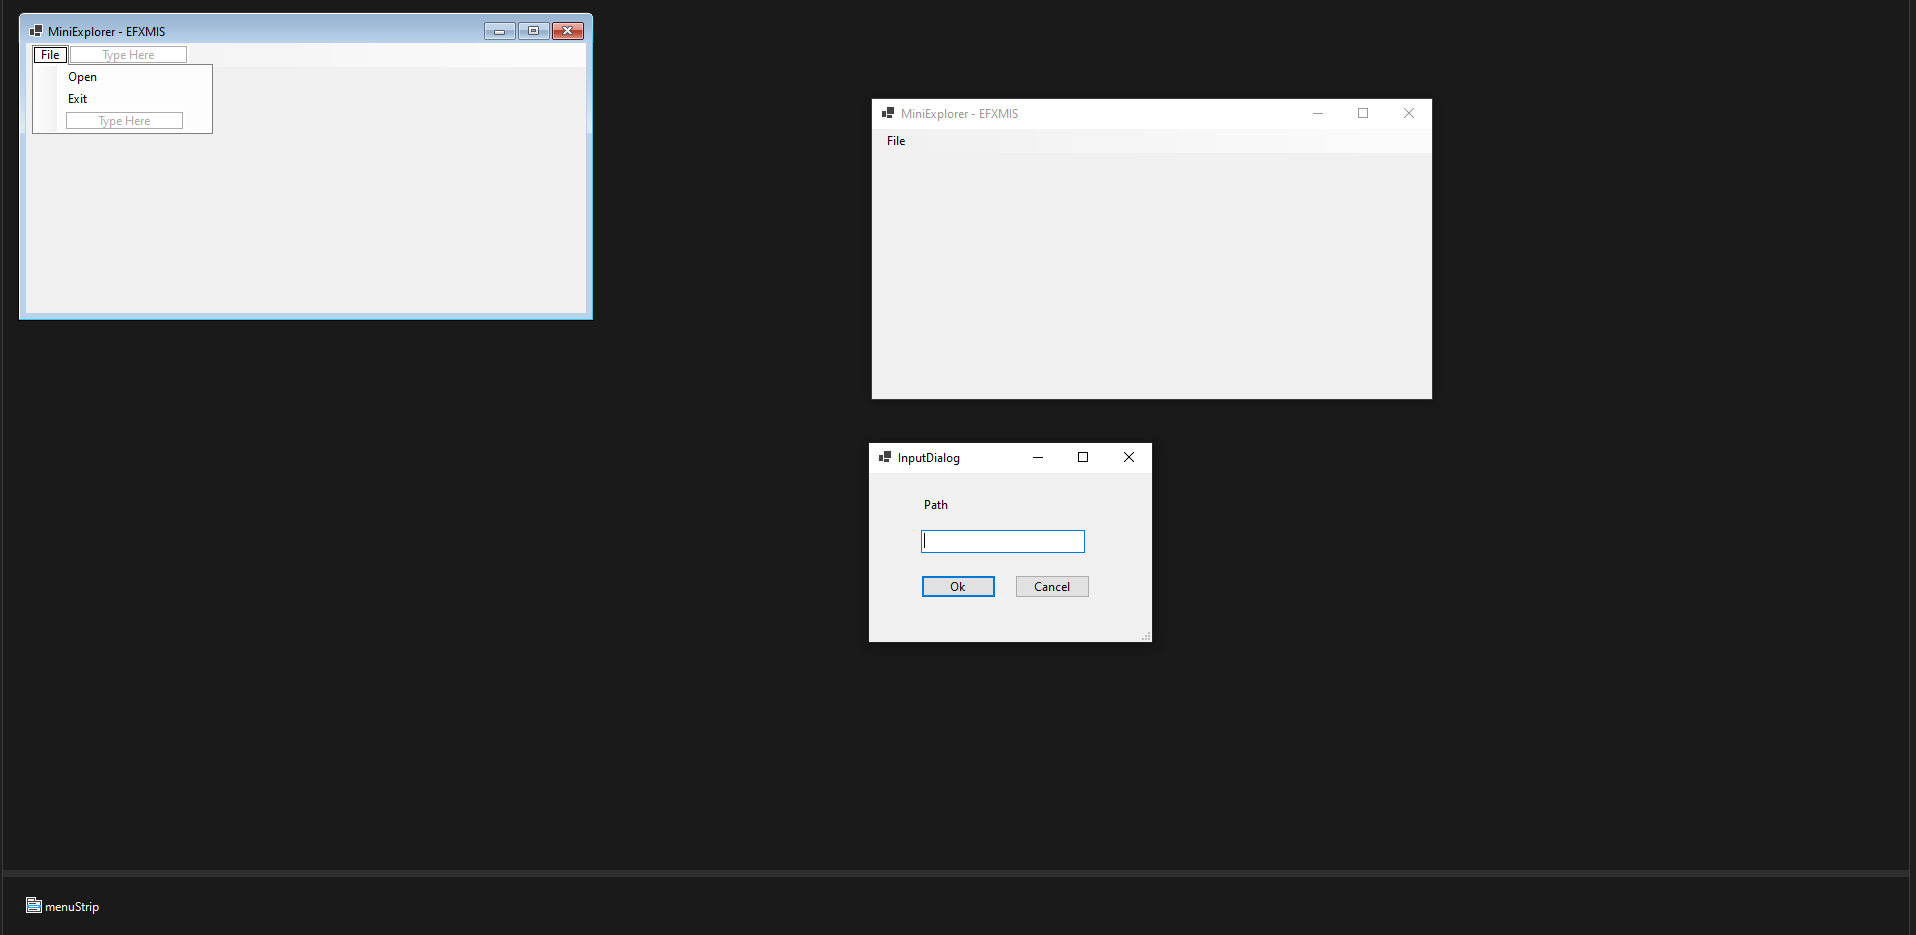 MiniExplorer - EFXMIS
File Type Here
Open
Exit
Type Here
MiniExplorer - EFXMIS
File
InputDialog
Path
Ok Cancel
menuStrip